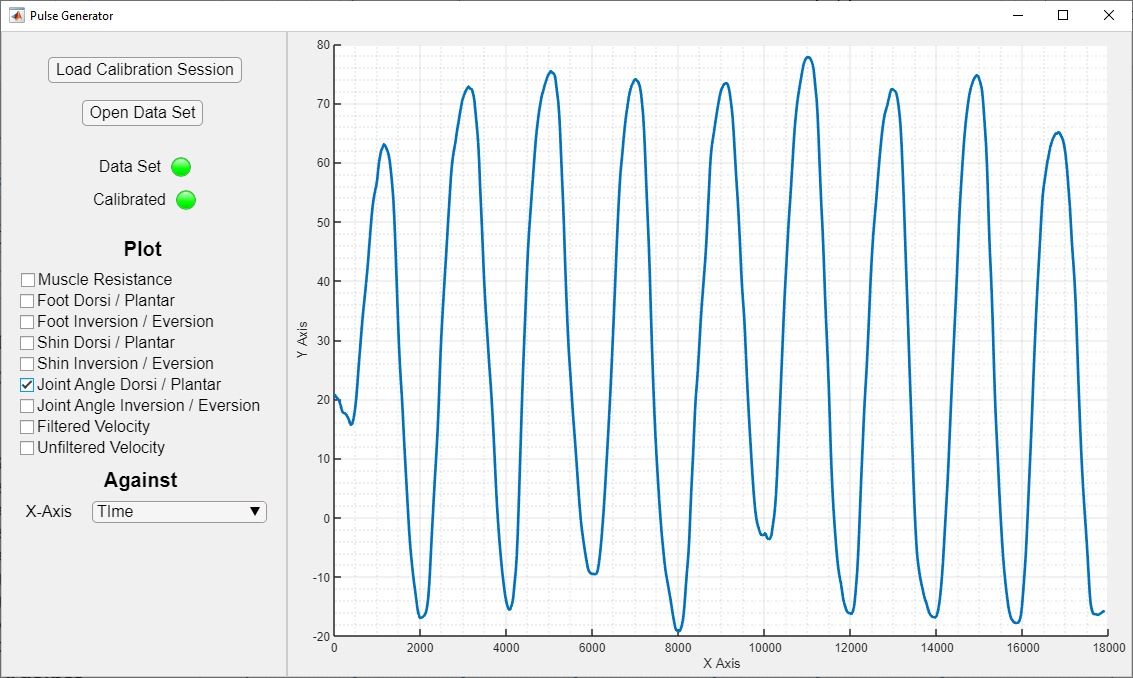 Pulse Generator
Load Calibration Session
Open Data Set
Data Set
Calibrated
Plot
Muscle Resistance
Foot Dorsi / Plantar
Foot Inversion / Eversion
Shin Dorsi / Plantar
Shin Inversion / Eversion
Joint Angle Dorsi / Plantar
Joint Angle Inversion / Eversion
Filtered Velocity
Unfiltered Velocity
Against
X-Axis TIme
80
70
60
50
40
30
20
10
0
-10
-20
Y Axis
0 2000 4000 6000 8000 10000 12000 14000 16000 18000
X Axis